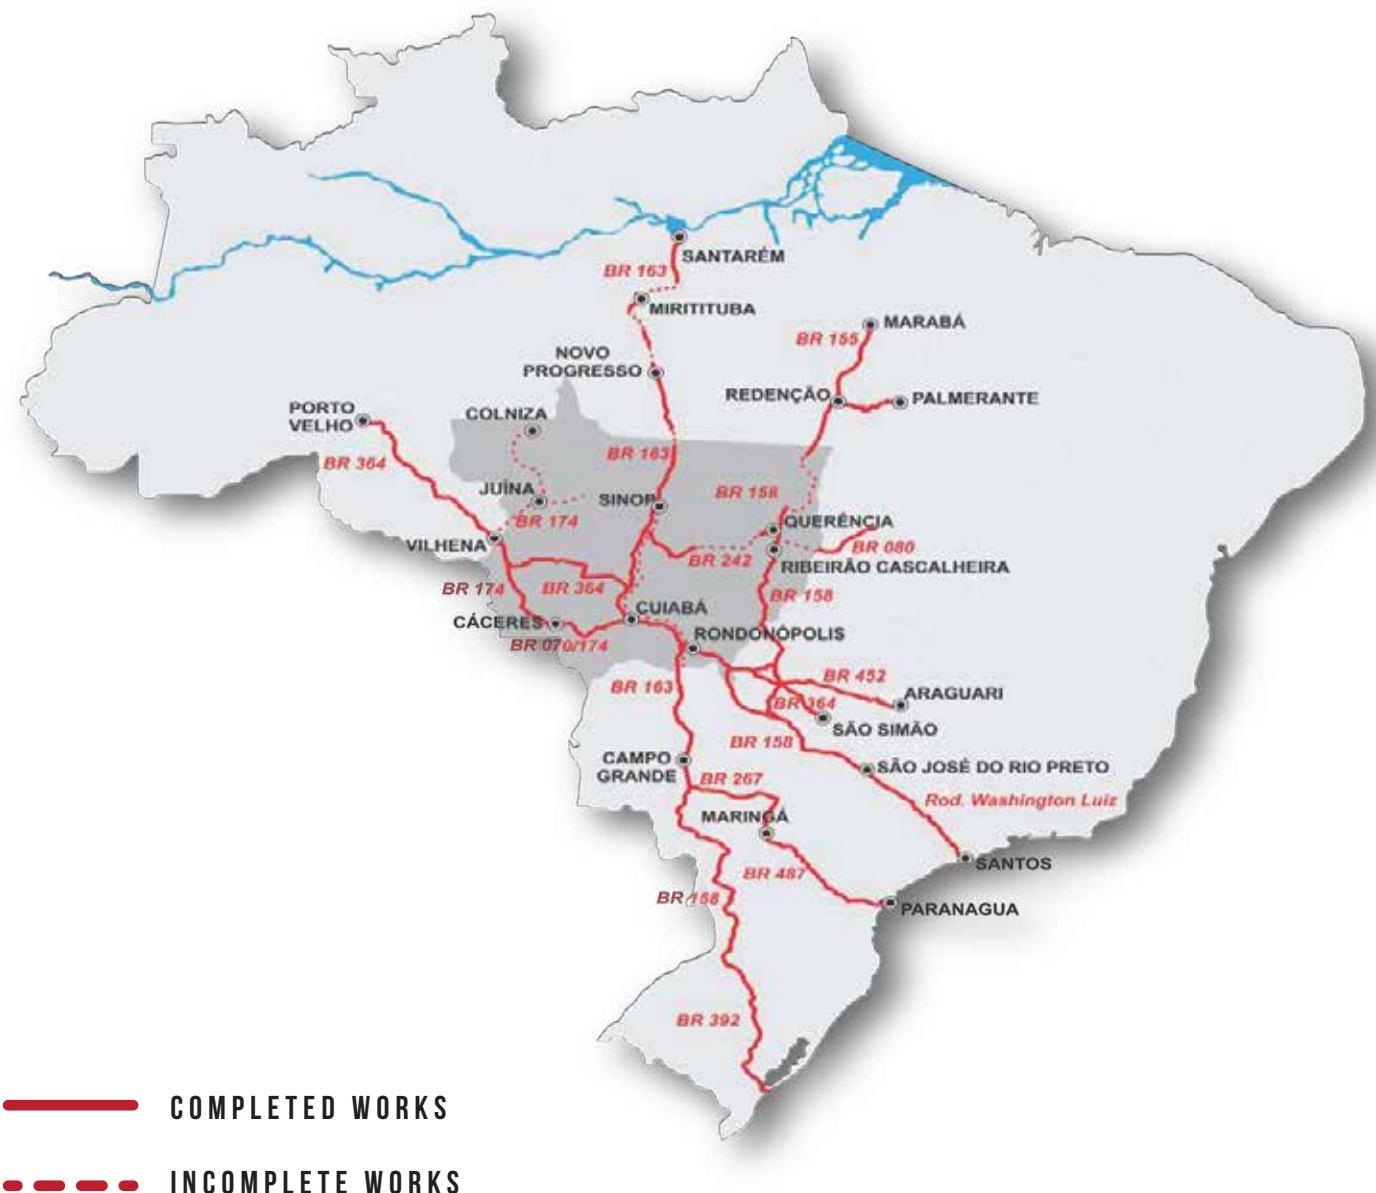 SANTARÉM
BR 163
MIRITITUBA
MARABÁ
BR 155
NOVO
PROGRESSO
REDENÇÃO
PALMERANTE
PORTO
VELHO
COLNIZA
BR 364
BR 163
JUÍNA
SINOP
BR 158
BR 174
QUERÊNCIA
VILHENA
BR 080
BR 242
RIBEIRÃO CASCALHEIRA
BR 174
BR 364
BR 158
CUIABÁ
CÁCERES
RONDONÓPOLIS
BR 070/174
BR 163
BR 452
ARAGUARI
BR 364
SÃO SIMÃO
BR 158
CAMPO
GRANDE
SÃO JOSÉ DO RIO PRETO
BR 267
Rod. Washington Luiz
MARINGÁ
SANTOS
BR 487
BR 158
PARANAGUA
BR 392
COMPLETED WORKS
INCOMPLETE WORKS